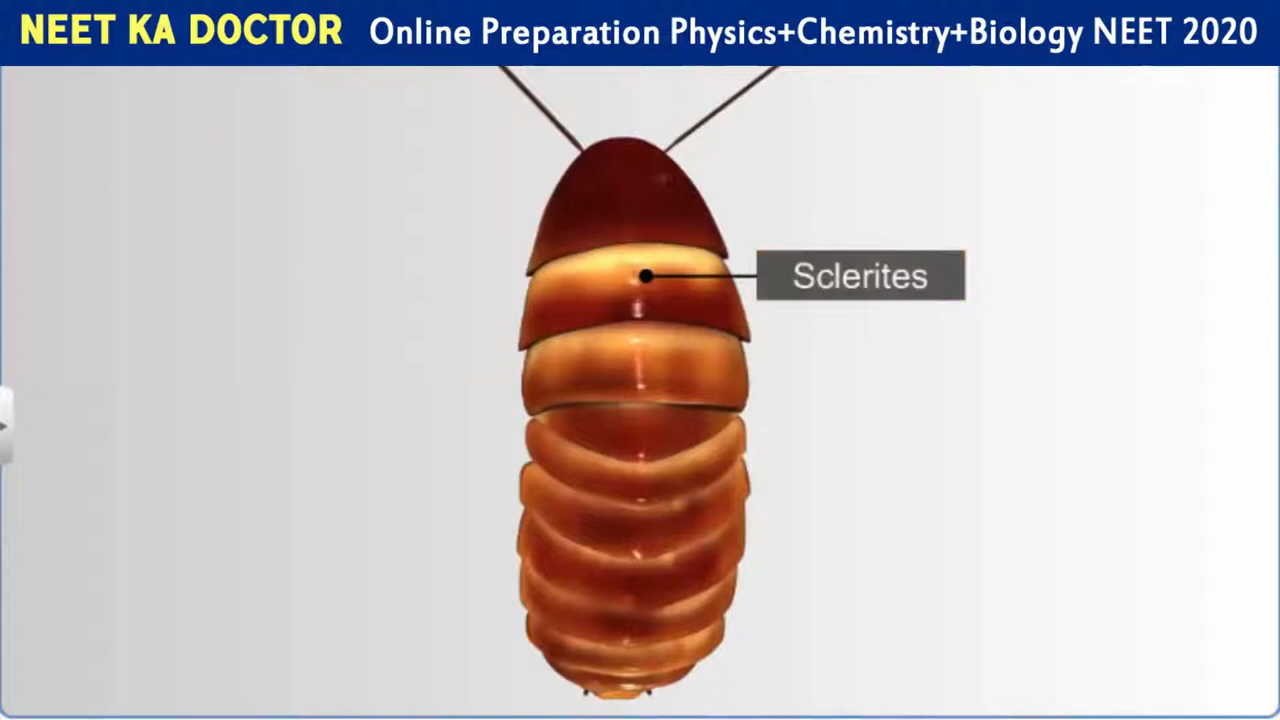 NEET KA DOCTOR Online Preparation Physics+Chemistry+Biology NEET 2020
Sclerites